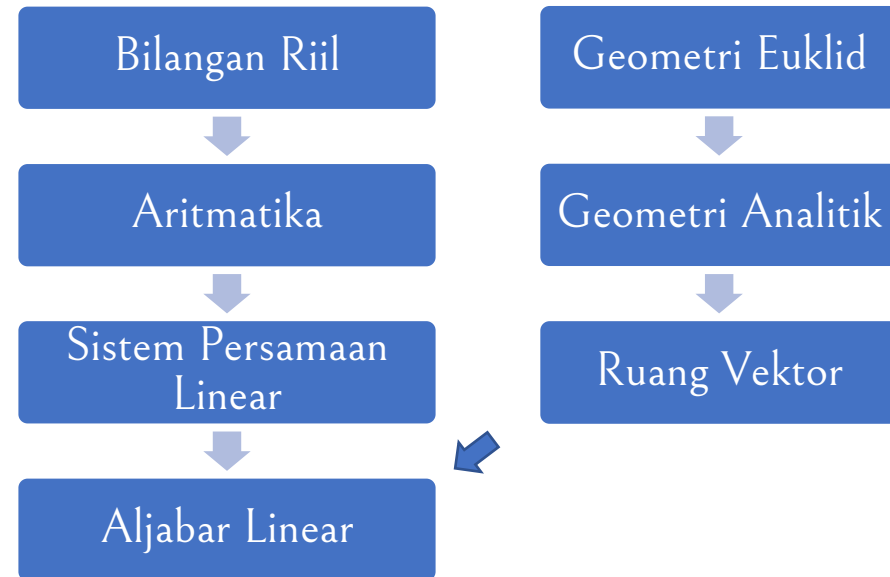 Bilangan Riil
Aritmatika
Sistem Persamaan
Linear
Aljabar Linear
Geometri Euklid
Geometri Analitik
Ruang Vektor